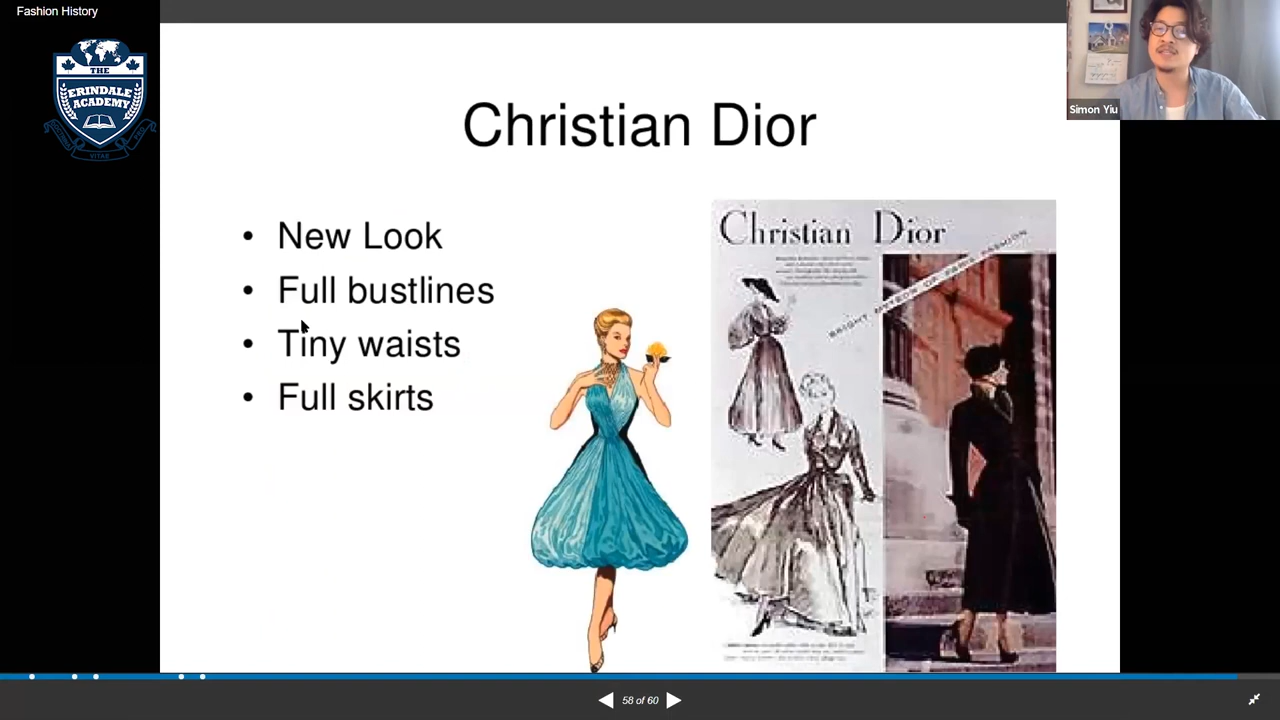 Fashion History
THE
ERINDALE
ACADEMY
VITAE
Simon Yiu
Christian Dior
• New Look
• Full bustlines
• Tiny waists
• Full skirts
Christian Dior
58 of 60